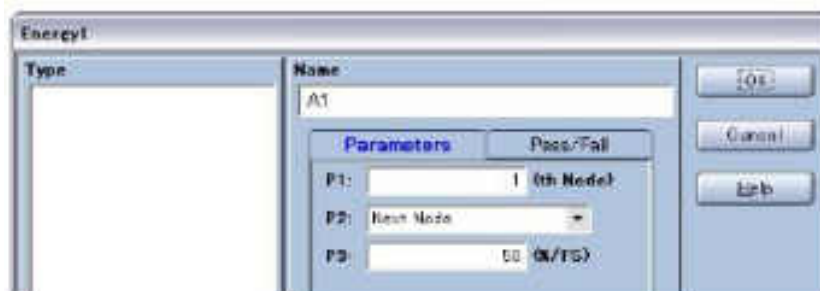 Energy1
Type
Name
A1
OK
Parameters
Pass/Fail
Cancel
P1: 1 (th Node)
Help
P2: Next Node
P3: 50 (%/FS)